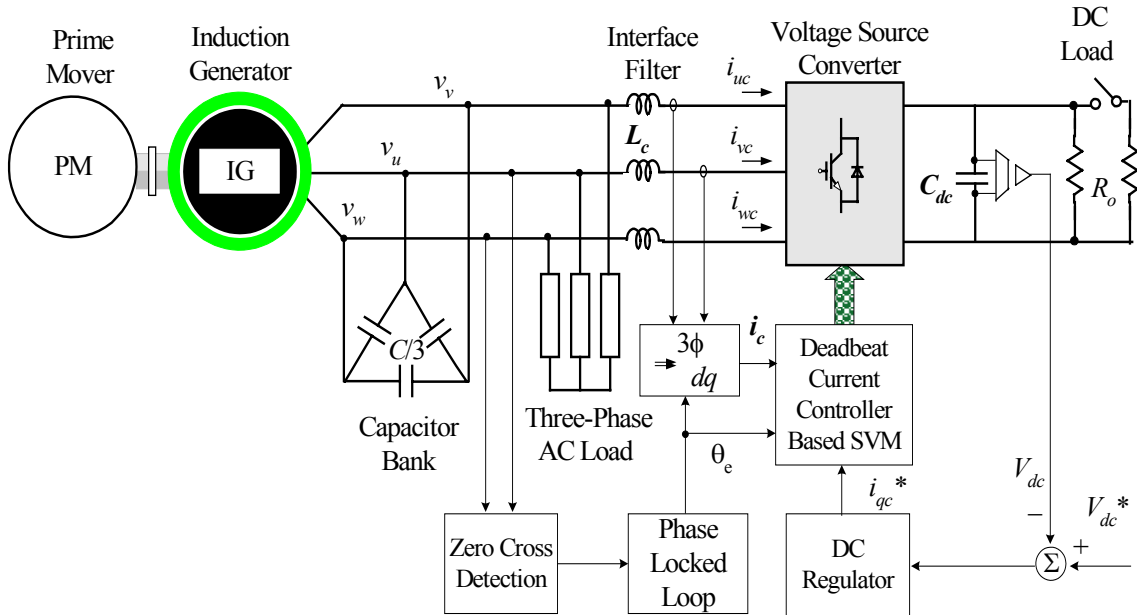 Prime
Mover
Induction
Generator
Interface
Filter
Voltage Source
Converter
DC
Load
PM
IG
v_v
v_u
v_w
L_c
i_uc
i_vc
i_wc
C_dc
R_o
C/3
Capacitor
Bank
Three-Phase
AC Load
3ϕ
dq
i_c
Deadbeat
Current
Controller
Based SVM
θ_e
i_qc*
V_dc
−
V_dc*
+
Σ
Zero Cross
Detection
Phase
Locked
Loop
DC
Regulator